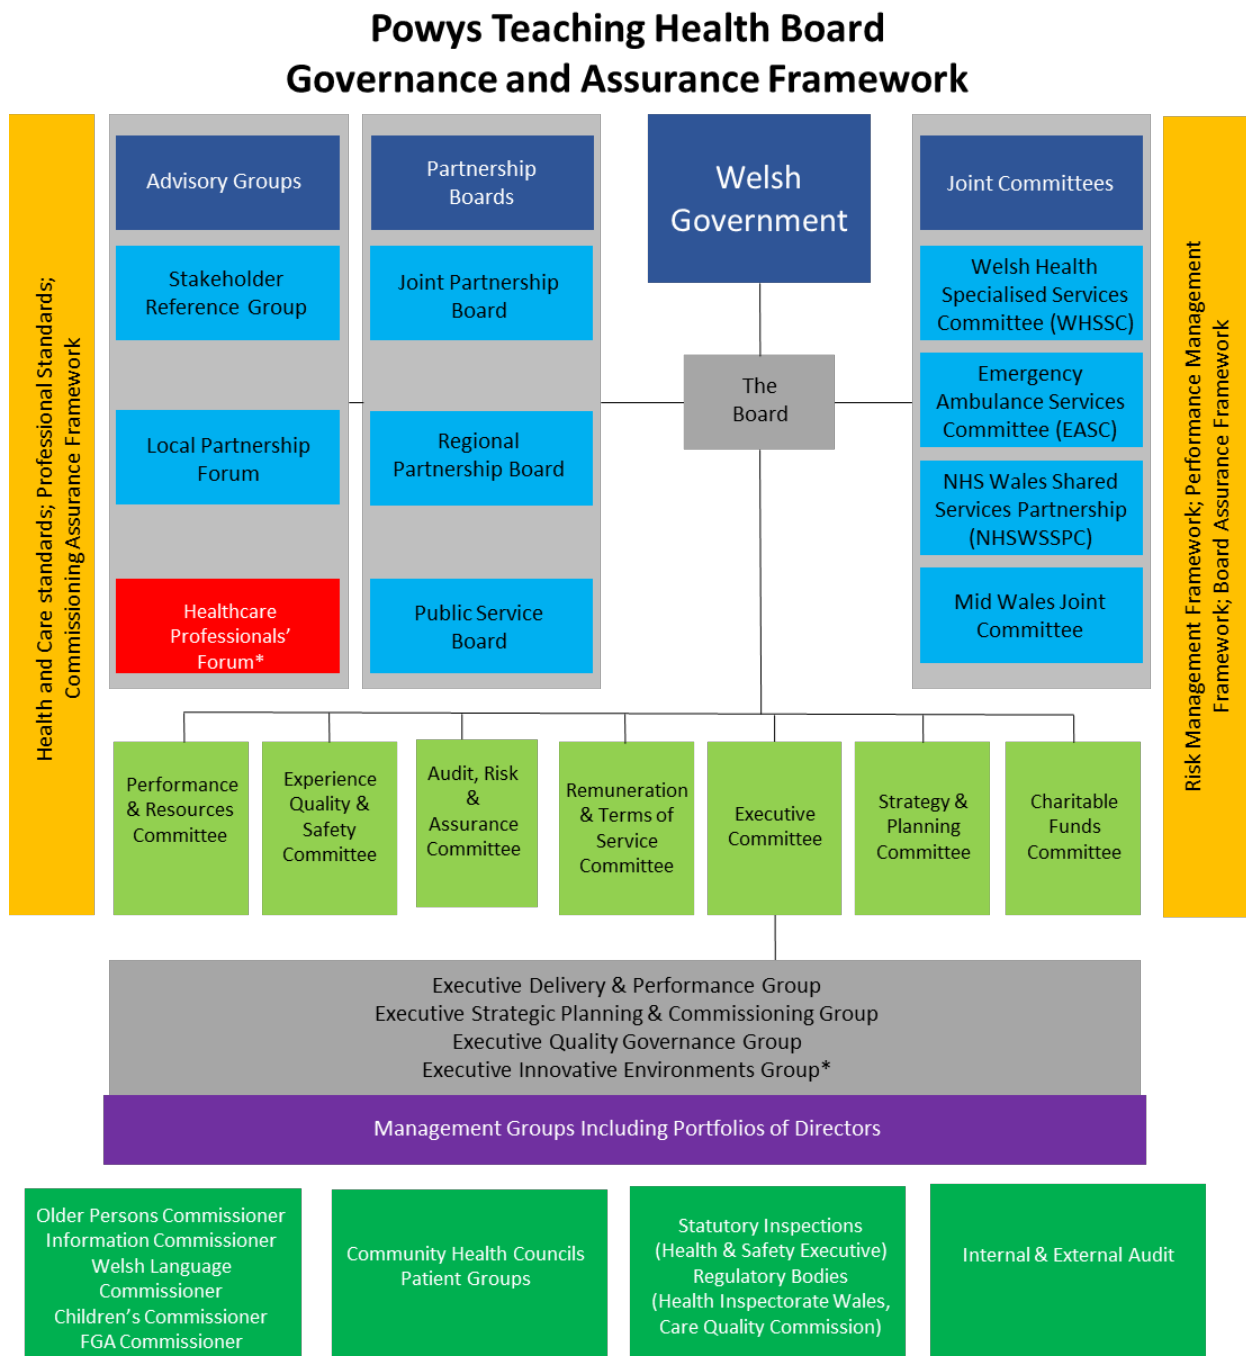 Powys Teaching Health Board
Governance and Assurance Framework
Health and Care standards; Professional Standards;
Commissioning Assurance Framework
Advisory Groups
Stakeholder
Reference Group
Local Partnership
Forum
Healthcare
Professionals’
Forum*
Partnership
Boards
Joint Partnership
Board
Regional
Partnership Board
Public Service
Board
Welsh
Government
The
Board
Joint Committees
Welsh Health
Specialised Services
Committee (WHSSC)
Emergency
Ambulance Services
Committee (EASC)
NHS Wales Shared
Services Partnership
(NHSWSSPC)
Mid Wales Joint
Committee
Risk Management Framework; Performance Management
Framework; Board Assurance Framework
Performance
& Resources
Committee
Experience
Quality &
Safety
Committee
Audit, Risk
&
Assurance
Committee
Remuneration
& Terms of
Service
Committee
Executive
Committee
Strategy &
Planning
Committee
Charitable
Funds
Committee
Executive Delivery & Performance Group
Executive Strategic Planning & Commissioning Group
Executive Quality Governance Group
Executive Innovative Environments Group*
Management Groups Including Portfolios of Directors
Older Persons Commissioner
Information Commissioner
Welsh Language
Commissioner
Children’s Commissioner
FGA Commissioner
Community Health Councils
Patient Groups
Statutory Inspections
(Health & Safety Executive)
Regulatory Bodies
(Health Inspectorate Wales,
Care Quality Commission)
Internal & External Audit